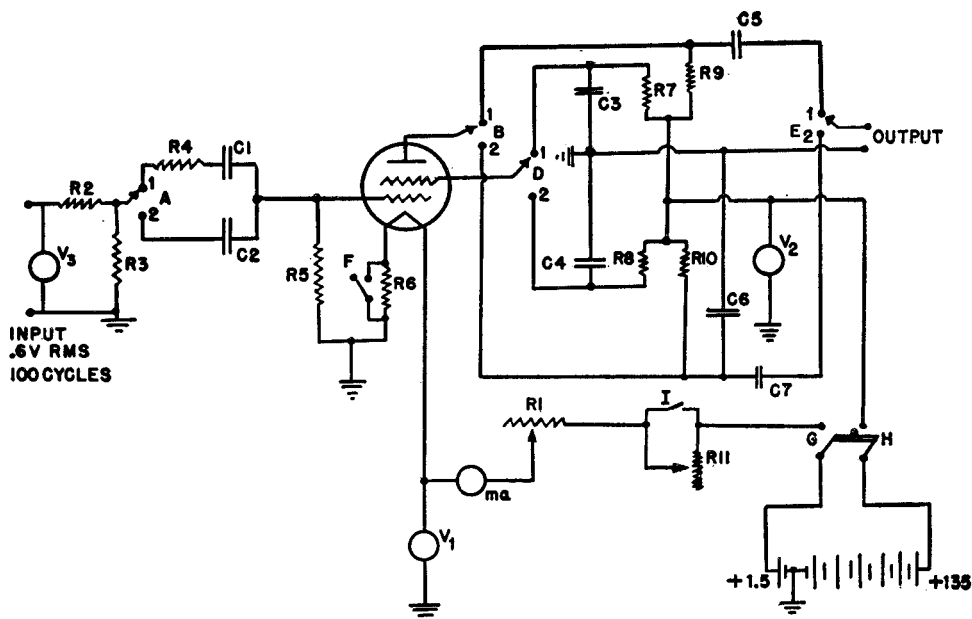 C5
R9
R7
C3
1
B
2
1
D
2
1
E 2
OUTPUT
R4
C1
R2
1
A
2
C2
V3
R3
R5
F
R6
C4
R8
R10
V2
C6
C7
INPUT
.6V RMS
100 CYCLES
R1
I
R11
G
H
ma
V1
+1.5
+135